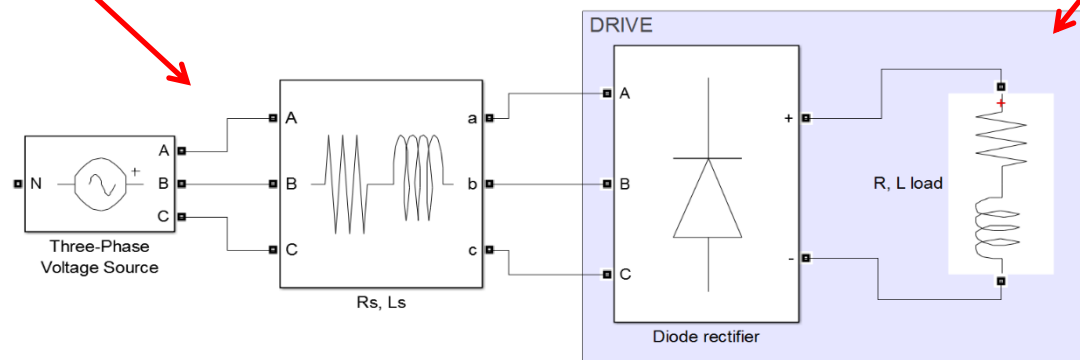 DRIVE
N
A
B
C
Three-Phase
Voltage Source
A
B
C
a
b
c
Rs, Ls
A
B
C
+
-
Diode rectifier
R, L load
+